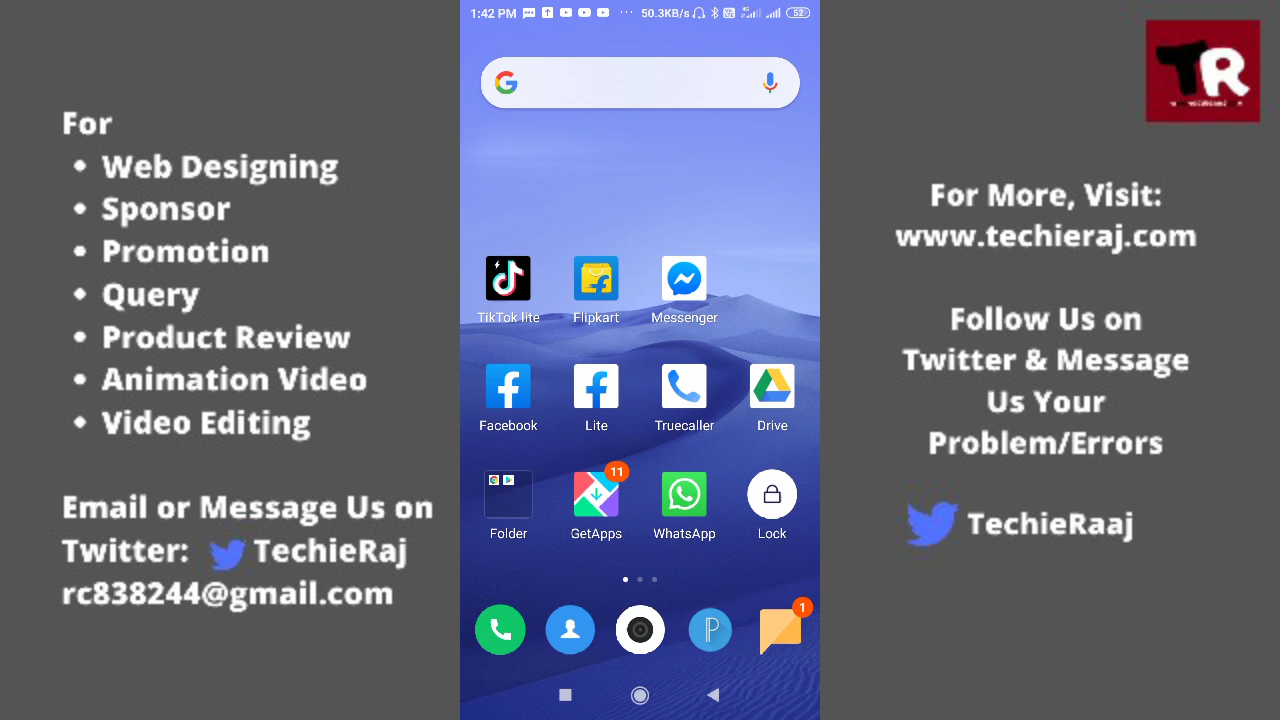 For
• Web Designing
• Sponsor
• Promotion
• Query
• Product Review
• Animation Video
• Video Editing
Email or Message Us on
Twitter: TechieRaj
rc838244@gmail.com
1:42 PM ... 50.3KB/s 4G 52
G
TikTok lite Flipkart Messenger
Facebook Lite Truecaller Drive
11
Folder GetApps WhatsApp Lock
1
TR
For More, Visit:
www.techieraj.com
Follow Us on
Twitter & Message
Us Your
Problem/Errors
TechieRaaj